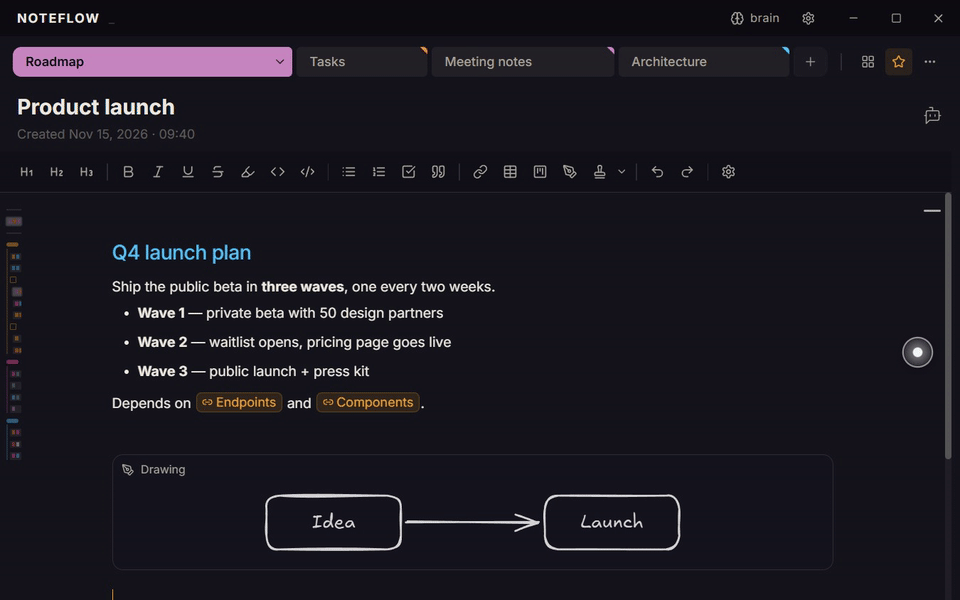 NOTEFLOW _
brain
Roadmap
Tasks
Meeting notes
Architecture
Product launch
Created Nov 15, 2026 · 09:40
H1 H2 H3 B I U S
Q4 launch plan
Ship the public beta in three waves, one every two weeks.
• Wave 1 — private beta with 50 design partners
• Wave 2 — waitlist opens, pricing page goes live
• Wave 3 — public launch + press kit
Depends on Endpoints and Components.
Drawing
Idea
Launch